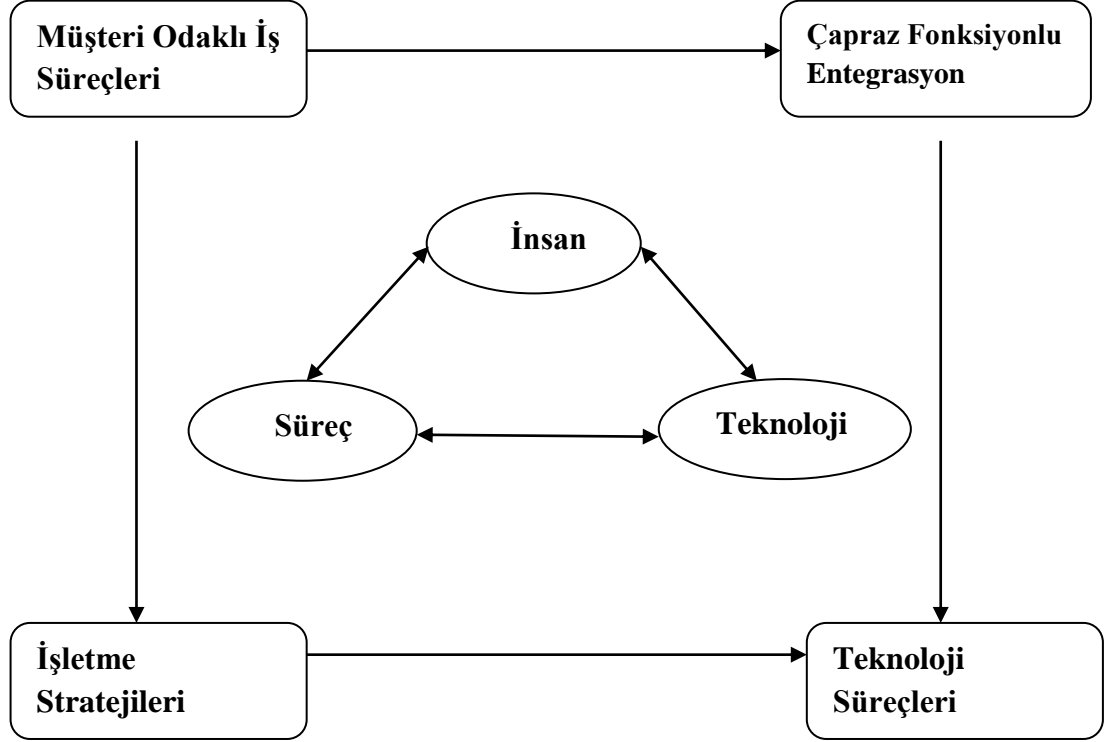 Müşteri Odaklı İş
Süreçleri
Çapraz Fonksiyonlu
Entegrasyon
İnsan
Süreç
Teknoloji
İşletme
Stratejileri
Teknoloji
Süreçleri